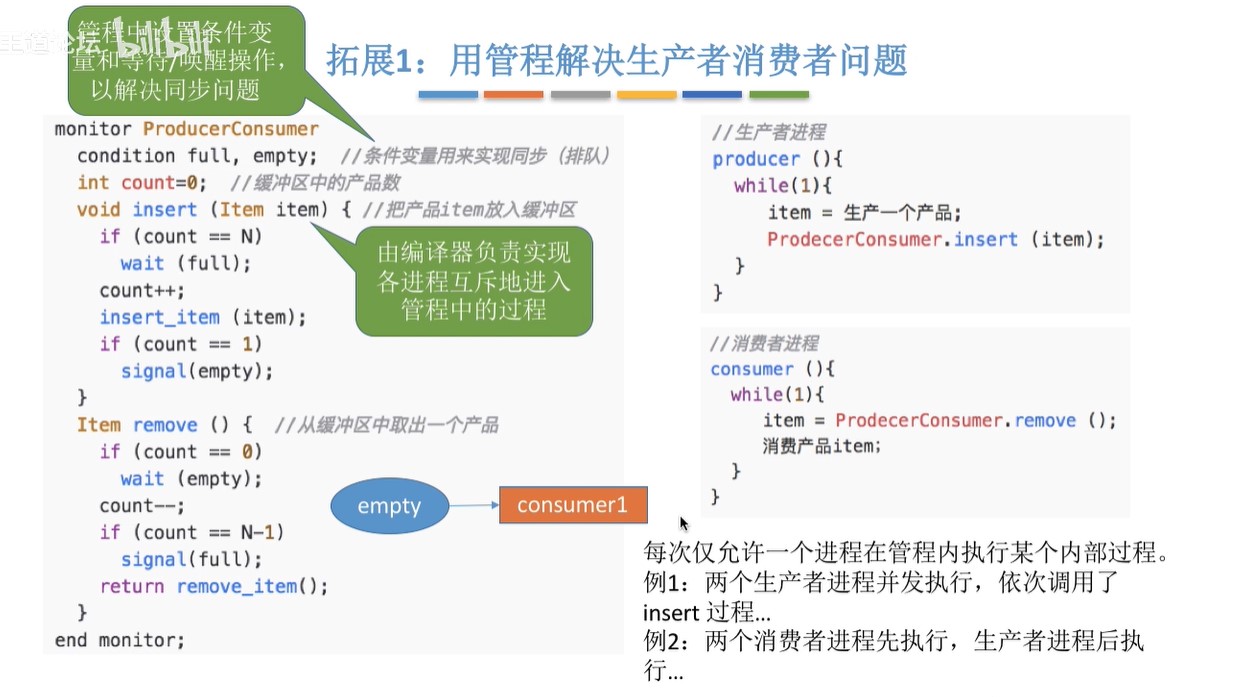 管程中设置条件变
量和等待/唤醒操作，
以解决同步问题
bilibili
拓展1：用管程解决生产者消费者问题
monitor ProducerConsumer
condition full, empty; //条件变量用来实现同步（排队）
int count=0; //缓冲区中的产品数
void insert (Item item) { //把产品item放入缓冲区
if (count == N)
wait (full);
count++;
insert_item (item);
if (count == 1)
signal(empty);
}
Item remove () { //从缓冲区中取出一个产品
if (count == 0)
wait (empty);
count--;
if (count == N-1)
signal(full);
return remove_item();
}
end monitor;
由编译器负责实现
各进程互斥地进入
管程中的过程
empty
consumer1
//生产者进程
producer (){
while(1){
item = 生产一个产品;
ProdecerConsumer.insert (item);
}
}
//消费者进程
consumer (){
while(1){
item = ProdecerConsumer.remove ();
消费产品item;
}
}
每次仅允许一个进程在管程内执行某个内部过程。
例1：两个生产者进程并发执行，依次调用了
insert 过程…
例2：两个消费者进程先执行，生产者进程后执
行…